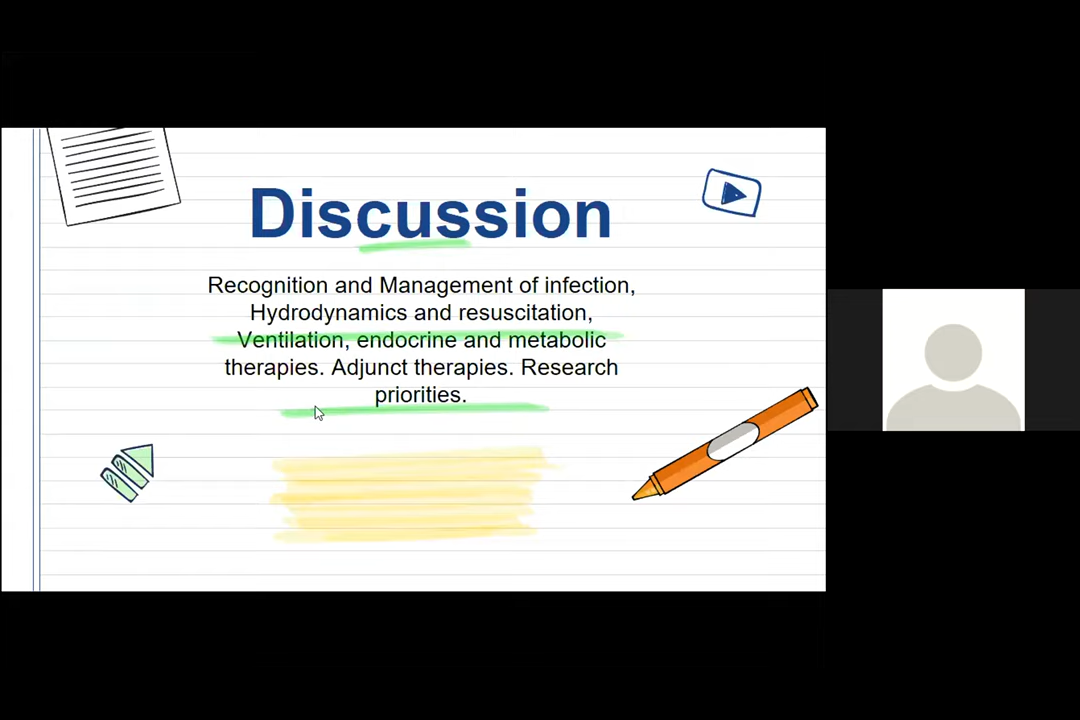 Discussion
Recognition and Management of infection,
Hydrodynamics and resuscitation,
Ventilation, endocrine and metabolic
therapies. Adjunct therapies. Research
priorities.